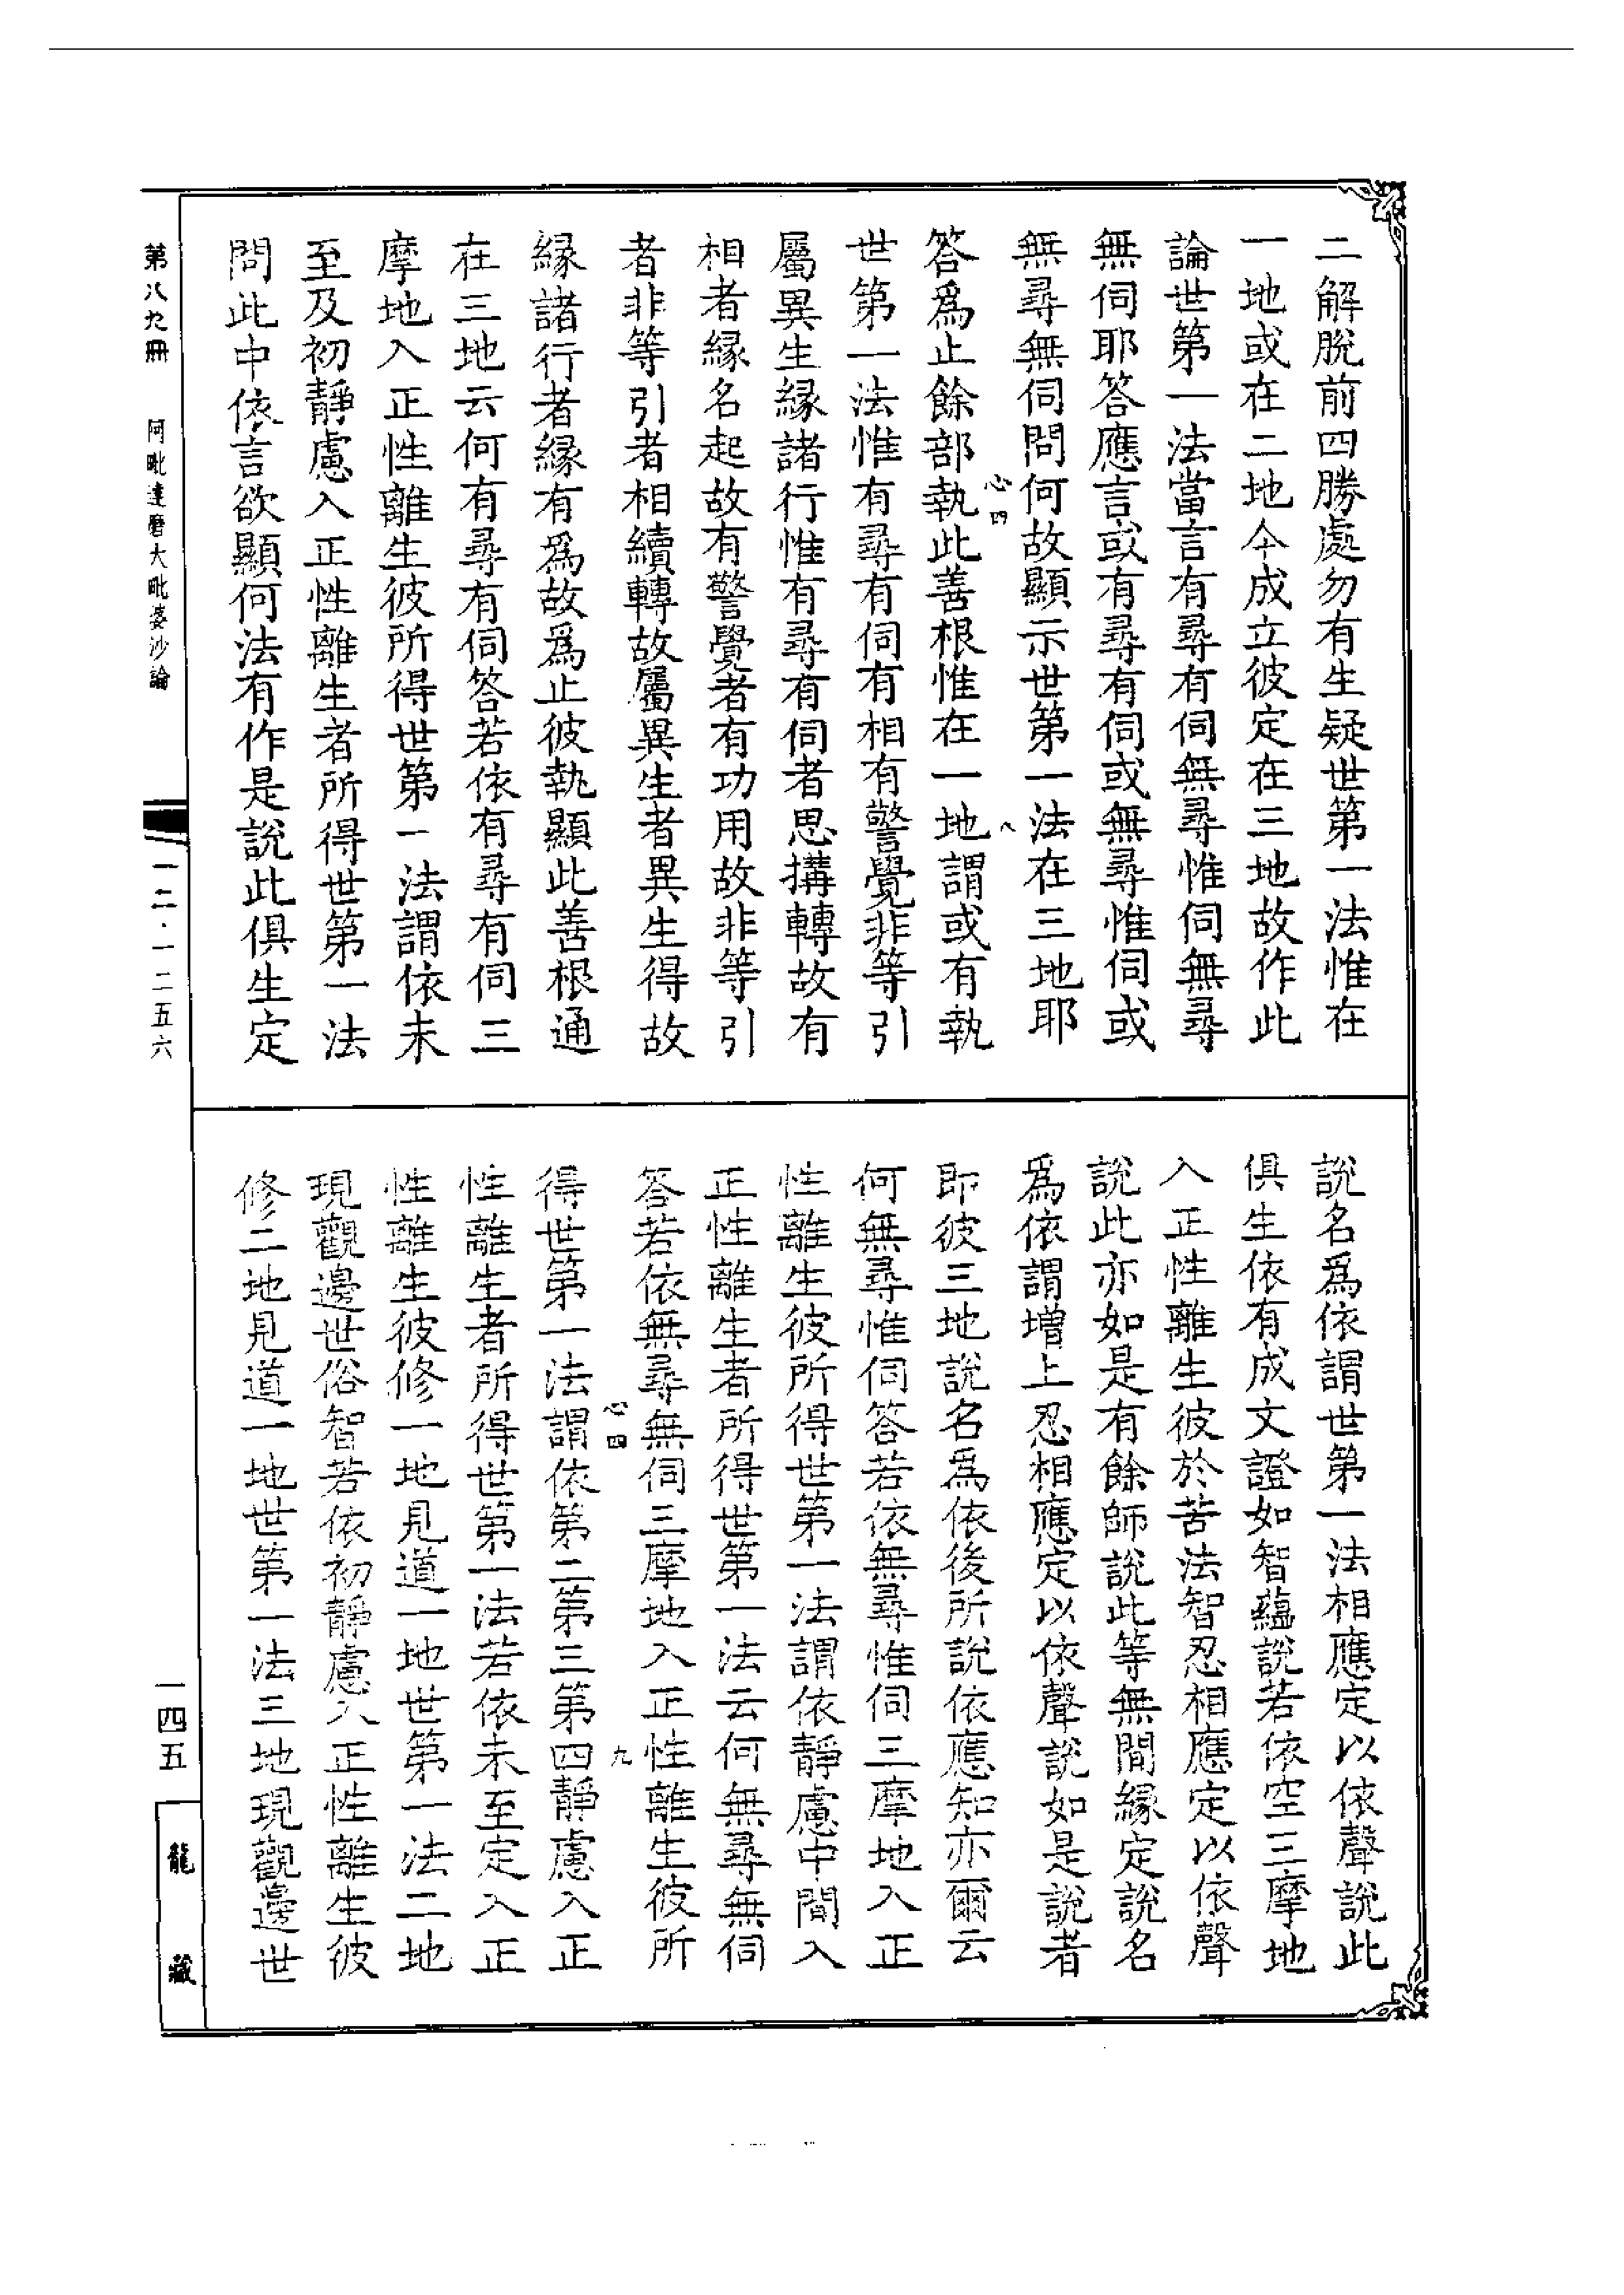 二解脫前四勝處勿有生疑世第一法惟在
一地或在二地今成立彼定在三地故作此
論世第一法當言有尋有伺無尋惟伺無尋
無伺耶答應言或有尋有伺或無尋惟伺或
無尋無伺問何故顯示世第一法在三地耶
心四
八
答爲止餘部執此善根惟在一地謂或有執
世第一法惟有尋有伺有相有警覺非等引
屬異生緣諸行惟有尋有伺者思搆轉故有
相者緣名起故有警覺者有功用故非等引
者非等引者相續轉故屬異生者異生得故
緣諸行者緣有爲故爲止彼執顯此善根通
在三地云何有尋有伺答若依有尋有伺三
摩地入正性離生彼所得世第一法謂依未
至及初靜慮入正性離生者所得世第一法
問此中依言欲顯何法有作是說此俱生定
說名爲依謂世第一法相應定以依聲說此
俱生依有成文證如智蘊說若依空三摩地
入正性離生彼於苦法智忍相應定以依聲
說此亦如是有餘師說此等無間緣定說名
爲依謂增上忍相應定以依聲說如是說者
即彼三地說名爲依後所說依應知亦爾云
何無尋惟伺答若依無尋惟伺三摩地入正
性離生彼所得世第一法謂依靜慮中間入
正性離生者所得世第一法云何無尋無伺
答若依無尋無伺三摩地入正性離生彼所
心四
九
得世第一法謂依第二第三第四靜慮入正
性離生者所得世第一法若依未至定入正
性離生彼修一地見道一地世第一法二地
現觀邊世俗智若依初靜慮入正性離生彼
修二地見道一地世第一法三地現觀邊世
第八九冊
阿毗達磨大毗婆沙論
一二·一二五六
一四五
龍藏